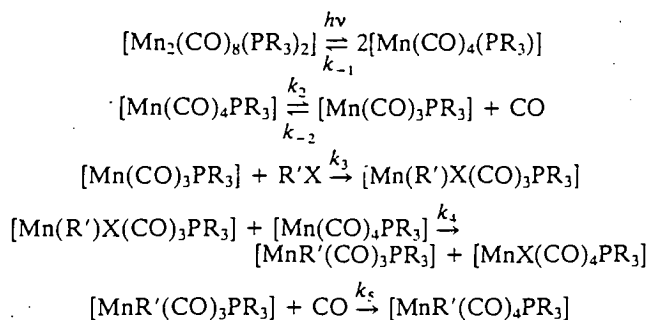 hν
[Mn₂(CO)₈(PR₃)₂] ⇌ 2[Mn(CO)₄(PR₃)]
k₋₁
k₂
[Mn(CO)₄PR₃] ⇌ [Mn(CO)₃PR₃] + CO
k₋₂
[Mn(CO)₃PR₃] + R'X k₃→ [Mn(R')X(CO)₃PR₃]
[Mn(R')X(CO)₃PR₃] + [Mn(CO)₄PR₃] k₄→
[MnR'(CO)₃PR₃] + [MnX(CO)₄PR₃]
[MnR'(CO)₃PR₃] + CO k₅→ [MnR'(CO)₄PR₃]